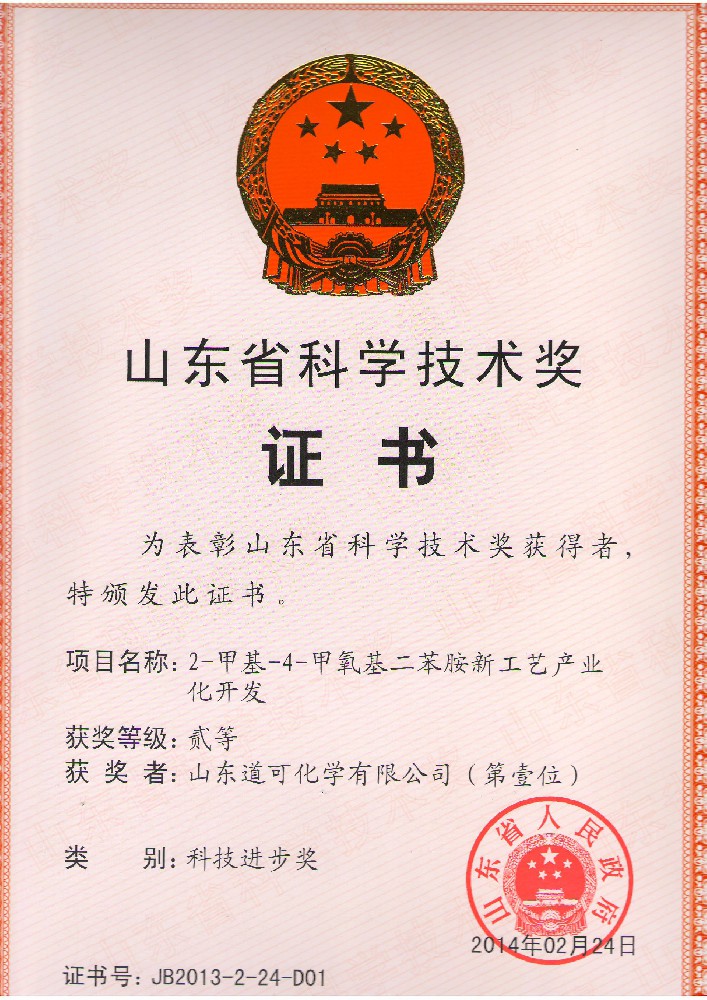 山东省科学技术奖
证书
为表彰山东省科学技术奖获得者,
特颁发此证书。
项目名称:2-甲基-4-甲氧基二苯胺新工艺产业
化开发
获奖等级:贰等
获奖者:山东道可化学有限公司(第壹位)
类别:科技进步奖
山东省人民政府
2014年02月24日
证书号:JB2013-2-24-D01